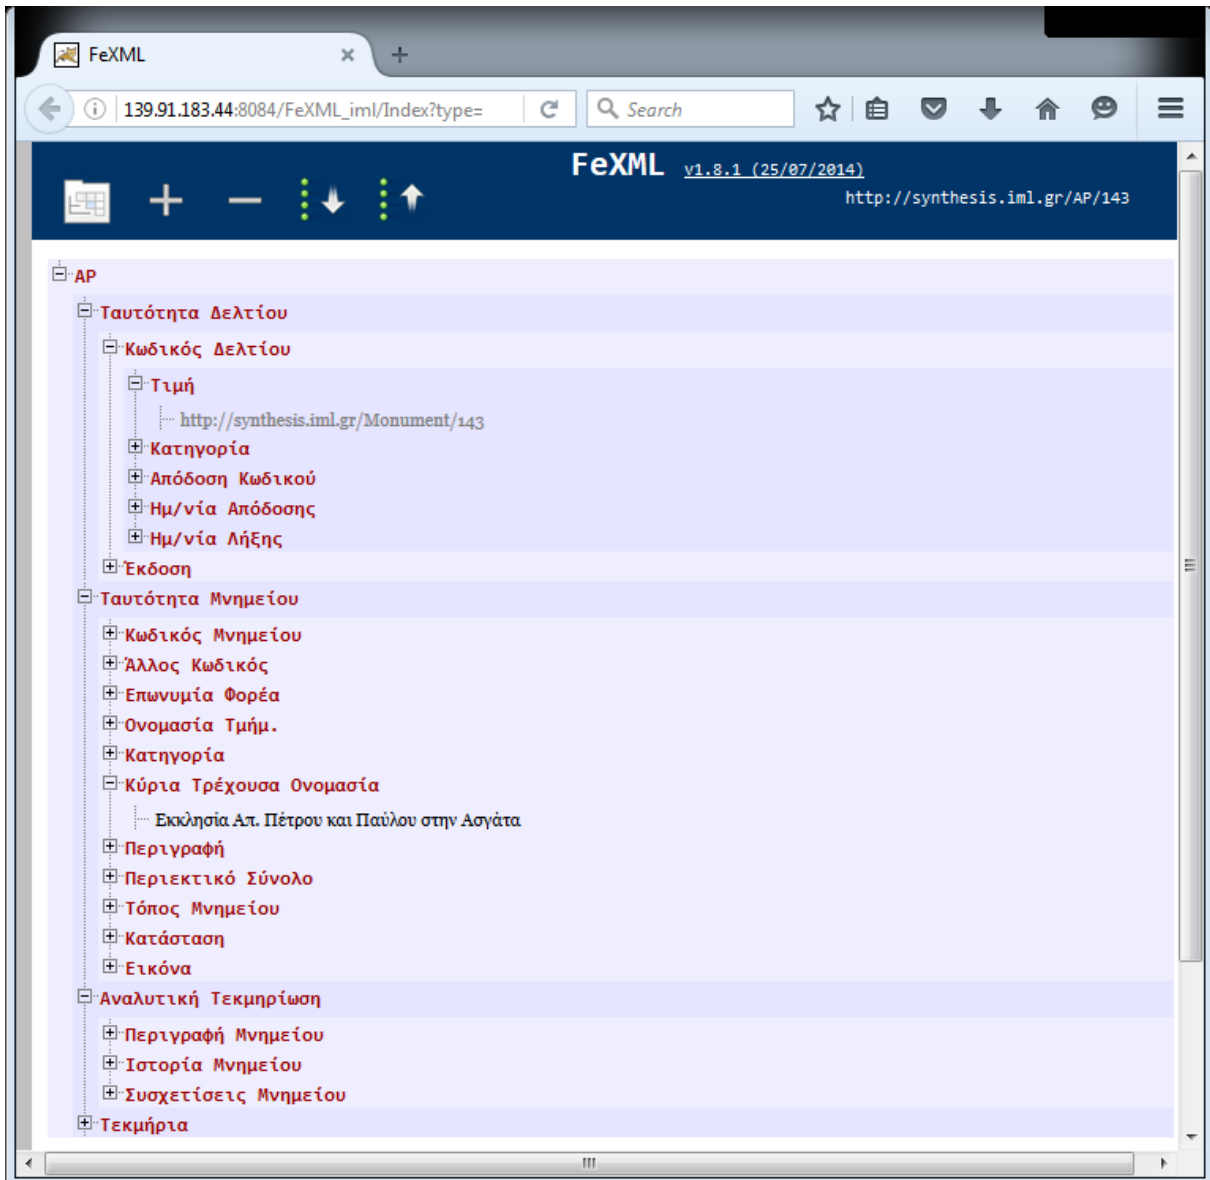 FeXML
139.91.183.44:8084/FeXML_iml/Index?type=
Search
FeXML v1.8.1 (25/07/2014)
http://synthesis.iml.gr/AP/143
AP
Ταυτότητα Δελτίου
Κωδικός Δελτίου
Τιμή
http://synthesis.iml.gr/Monument/143
Κατηγορία
Απόδοση Κωδικού
Ημ/νία Απόδοσης
Ημ/νία Λήξης
Έκδοση
Ταυτότητα Μνημείου
Κωδικός Μνημείου
Άλλος Κωδικός
Επωνυμία Φορέα
Ονομασία Τμήμ.
Κατηγορία
Κύρια Τρέχουσα Ονομασία
Εκκλησία Απ. Πέτρου και Παύλου στην Ασγάτα
Περιγραφή
Περιεκτικό Σύνολο
Τόπος Μνημείου
Κατάσταση
Εικόνα
Αναλυτική Τεκμηρίωση
Περιγραφή Μνημείου
Ιστορία Μνημείου
Συσχετίσεις Μνημείου
Τεκμήρια